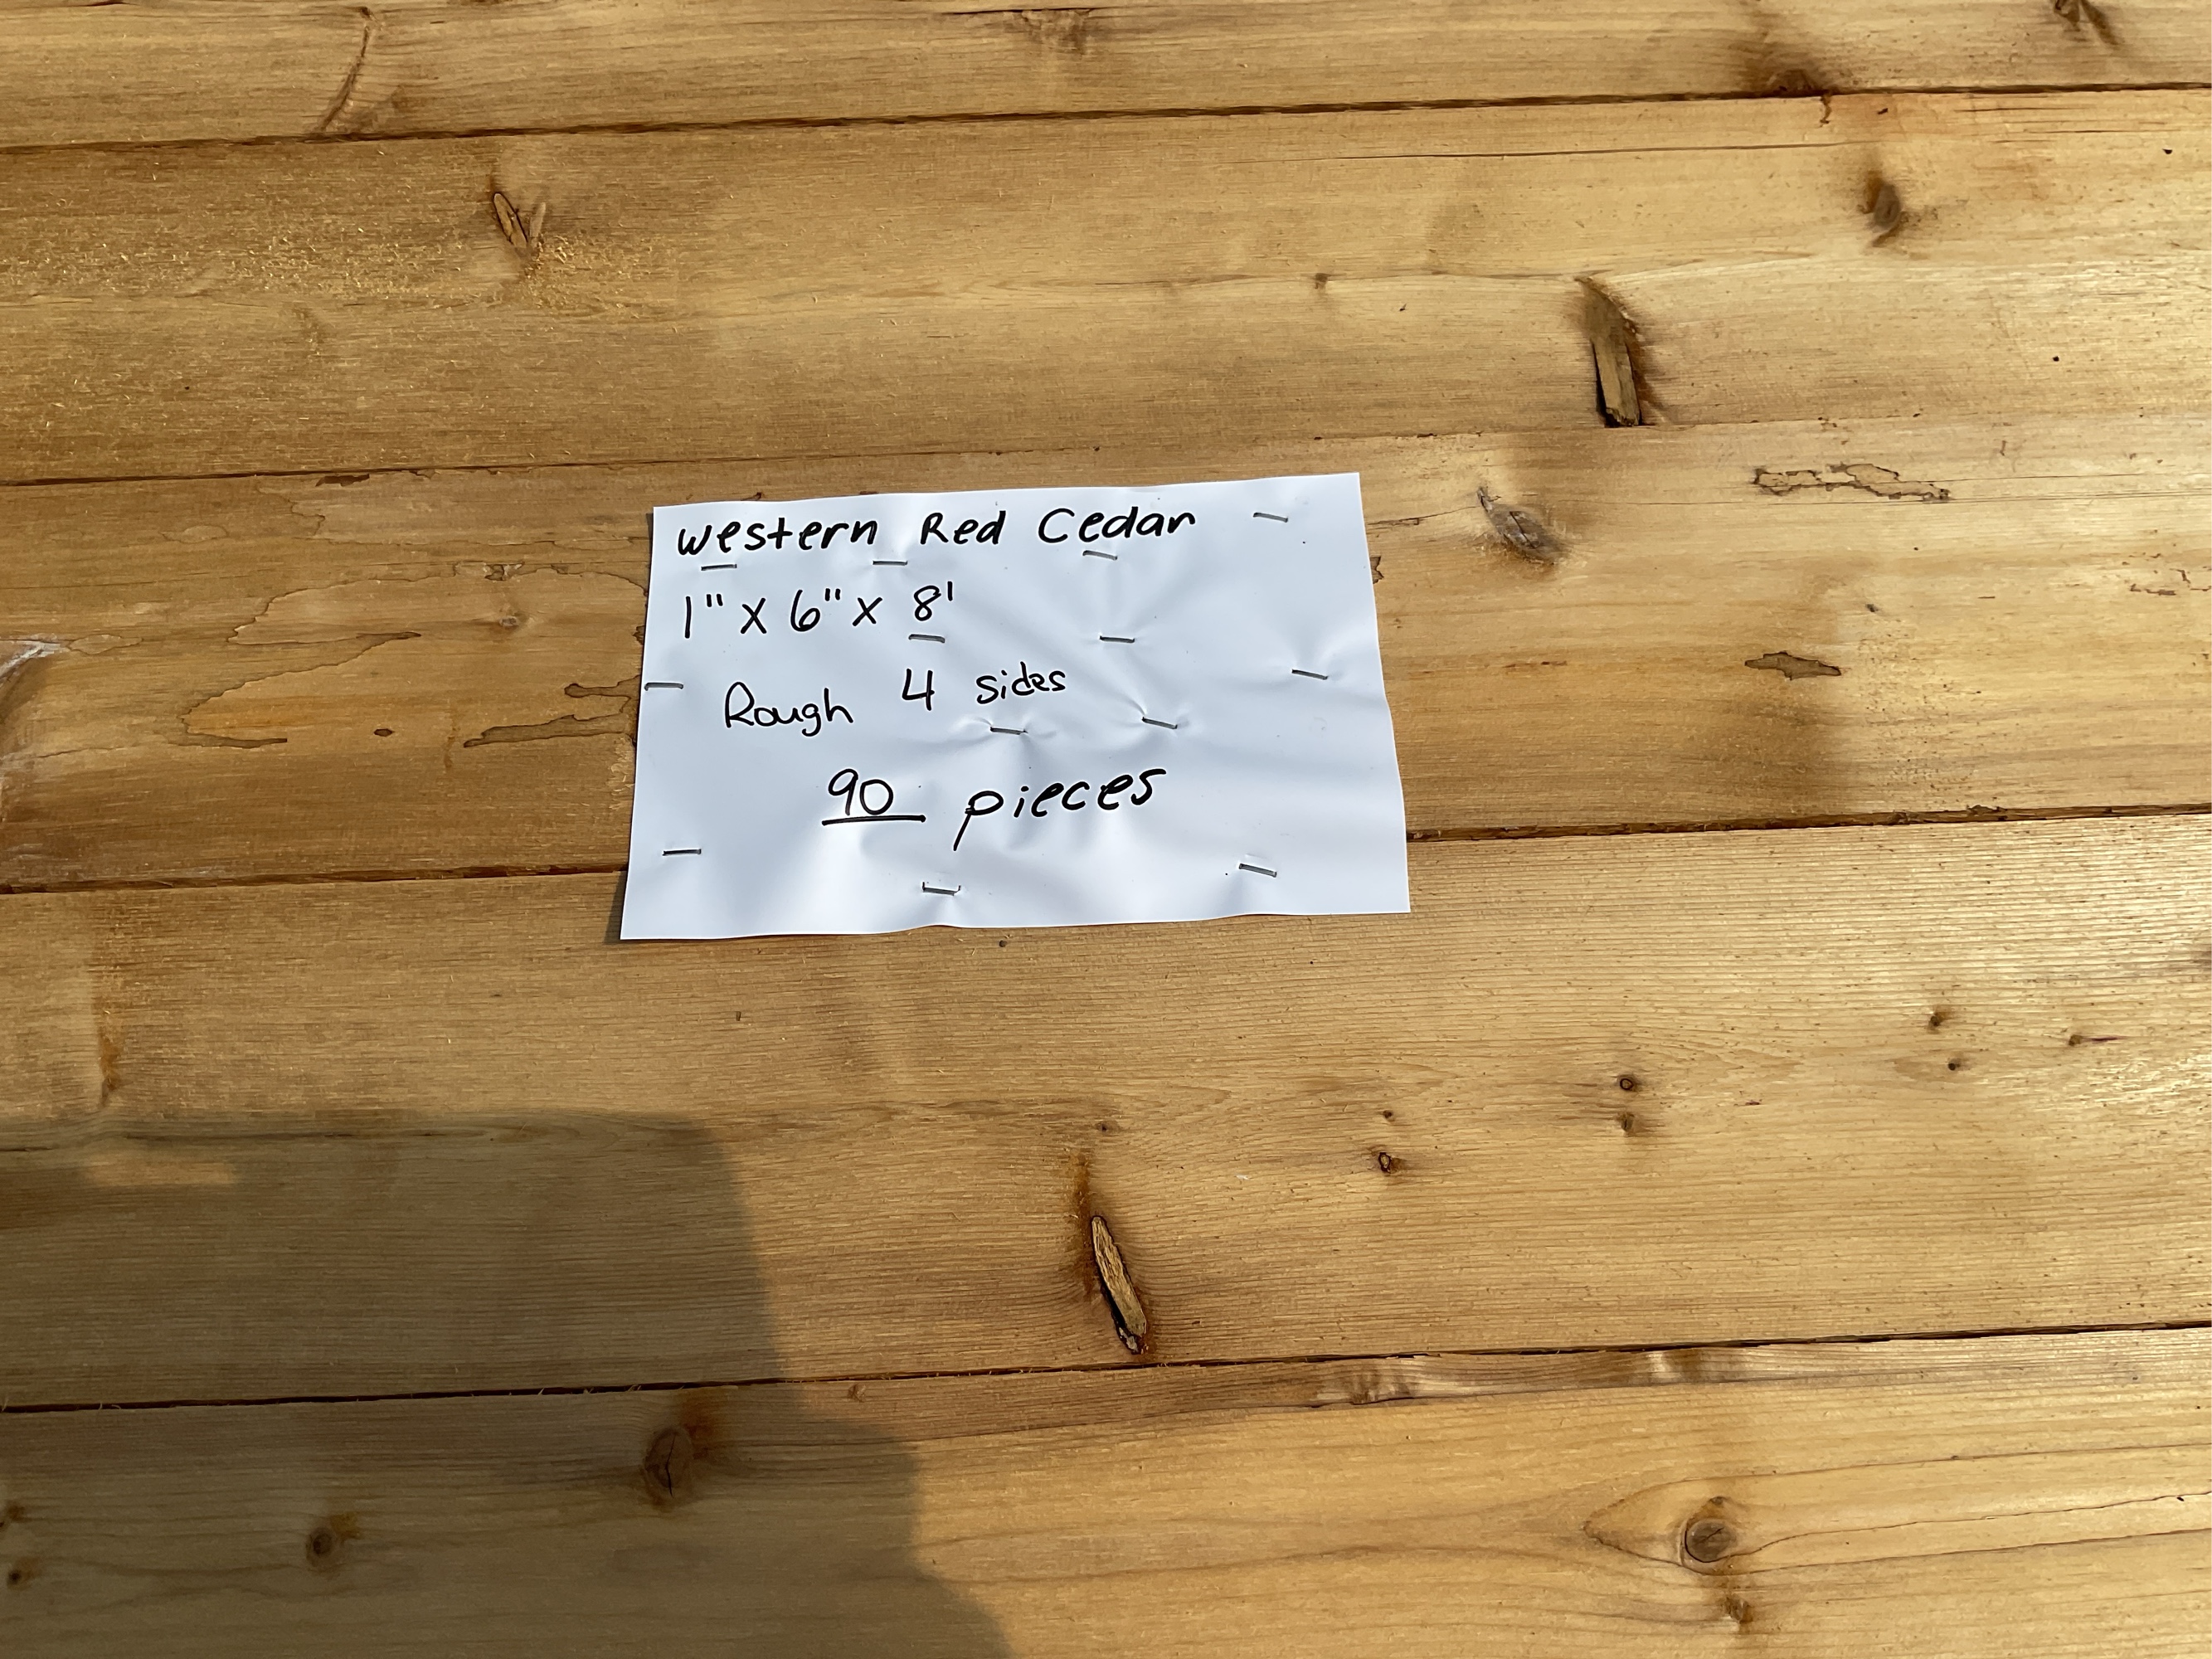 Western Red Cedar
1" X 6" X 8'
Rough 4 sides
90 pieces